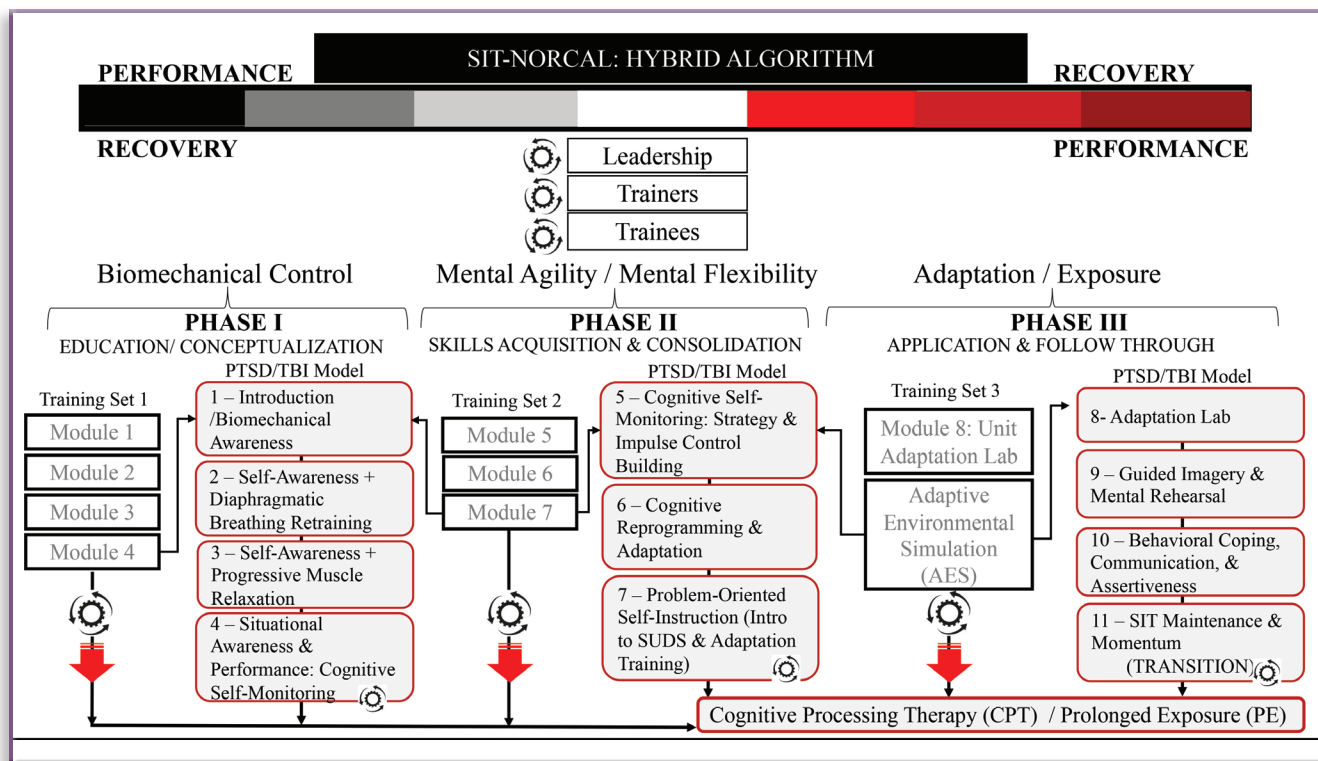 SIT-NORCAL: HYBRID ALGORITHM
PERFORMANCE
RECOVERY
RECOVERY
PERFORMANCE
Leadership
Trainers
Trainees
Biomechanical Control
PHASE I
EDUCATION/ CONCEPTUALIZATION
PTSD/TBI Model
Training Set 1
Module 1
Module 2
Module 3
Module 4
1 – Introduction
/Biomechanical
Awareness
2 – Self-Awareness +
Diaphragmatic
Breathing Retraining
3 – Self-Awareness +
Progressive Muscle
Relaxation
4 – Situational
Awareness &
Performance: Cognitive
Self-Monitoring
Mental Agility / Mental Flexibility
PHASE II
SKILLS ACQUISITION & CONSOLIDATION
PTSD/TBI Model
Training Set 2
Module 5
Module 6
Module 7
5 – Cognitive Self-
Monitoring: Strategy &
Impulse Control
Building
6 – Cognitive
Reprogramming &
Adaptation
7 – Problem-Oriented
Self-Instruction (Intro
to SUDS & Adaptation
Training)
Adaptation / Exposure
PHASE III
APPLICATION & FOLLOW THROUGH
PTSD/TBI Model
Training Set 3
Module 8: Unit
Adaptation Lab
Adaptive
Environmental
Simulation
(AES)
8- Adaptation Lab
9 – Guided Imagery &
Mental Rehearsal
10 – Behavioral Coping,
Communication, &
Assertiveness
11 – SIT Maintenance &
Momentum
(TRANSITION)
Cognitive Processing Therapy (CPT) / Prolonged Exposure (PE)